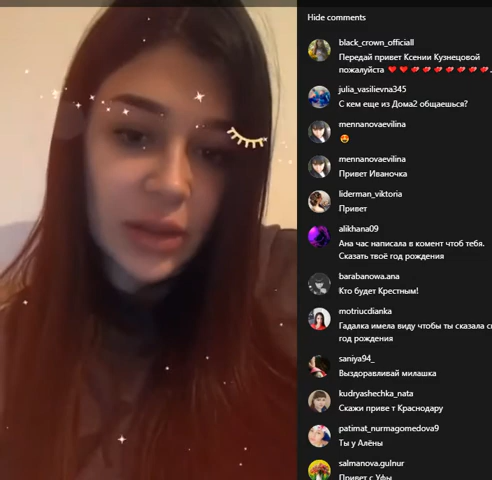 Hide comments
black_crown_officiall
Передай привет Ксении Кузнецовой
пожалуйста ❤️❤️💋💋💋💋💋💋💋
julia_vasilievna345
С кем еще из Дома2 общаешься?
mennanovaevilina
😍
mennanovaevilina
Привет Иваночка
liderman_viktoria
Привет
alikhana09
Ана час написала в комент чтоб тебя.
Сказать твоё год рождения
barabanowa.ana
Кто будет Крестным!
motriucdianka
Гадалка имела виду чтобы ты сказала
год рождения
saniya94_
Выздоравливай милашка
kudryashechka_nata
Скажи приве т Краснодару
patimat_nurmagomedova9
Ты у Алёны
salmanova.gulnur
Привет с Уфы